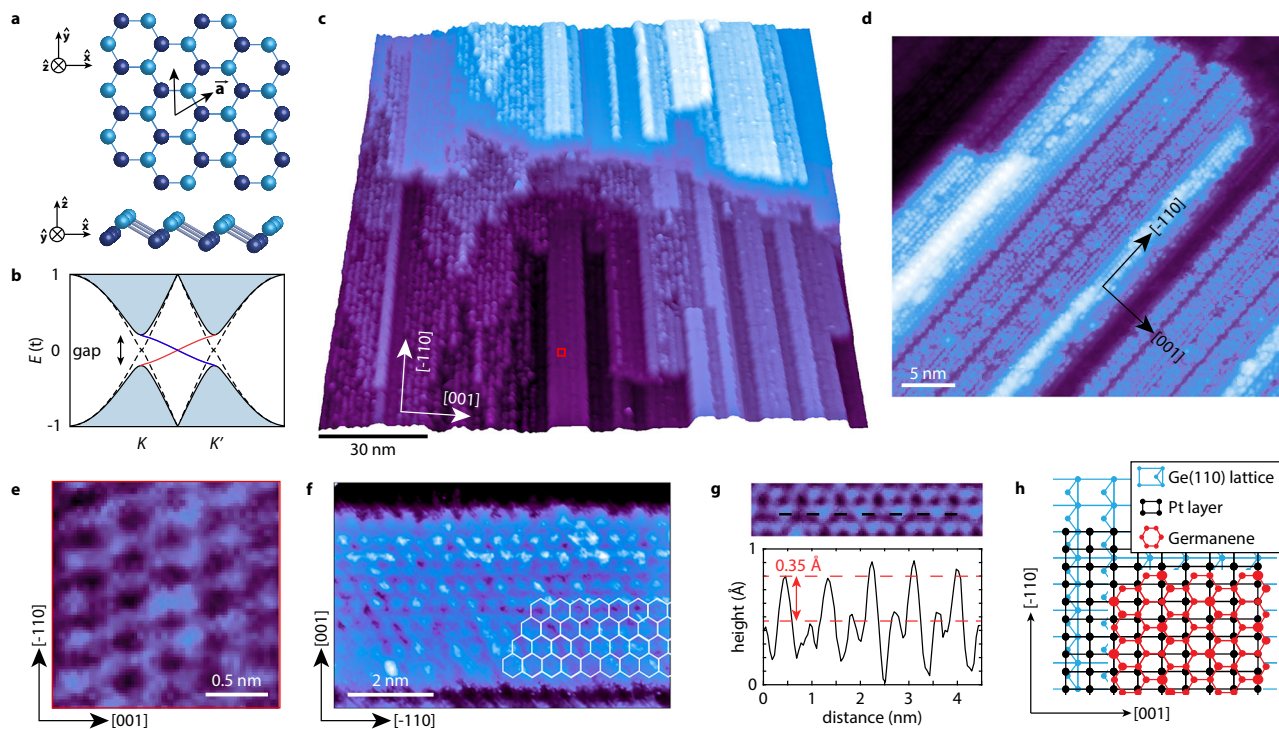 a
ŷ
ẑ
x̂
a
ẑ
ŷ
x̂
b
1
E (t)
0
gap
-1
K
K'
c
[-110]
[001]
30 nm
d
[-110]
[001]
5 nm
e
[-110]
[001]
0.5 nm
f
[001]
[-110]
2 nm
g
1
0.35 Å
height (Å)
0
0 1 2 3 4
distance (nm)
h
Ge(110) lattice
Pt layer
Germanene
[-110]
[001]